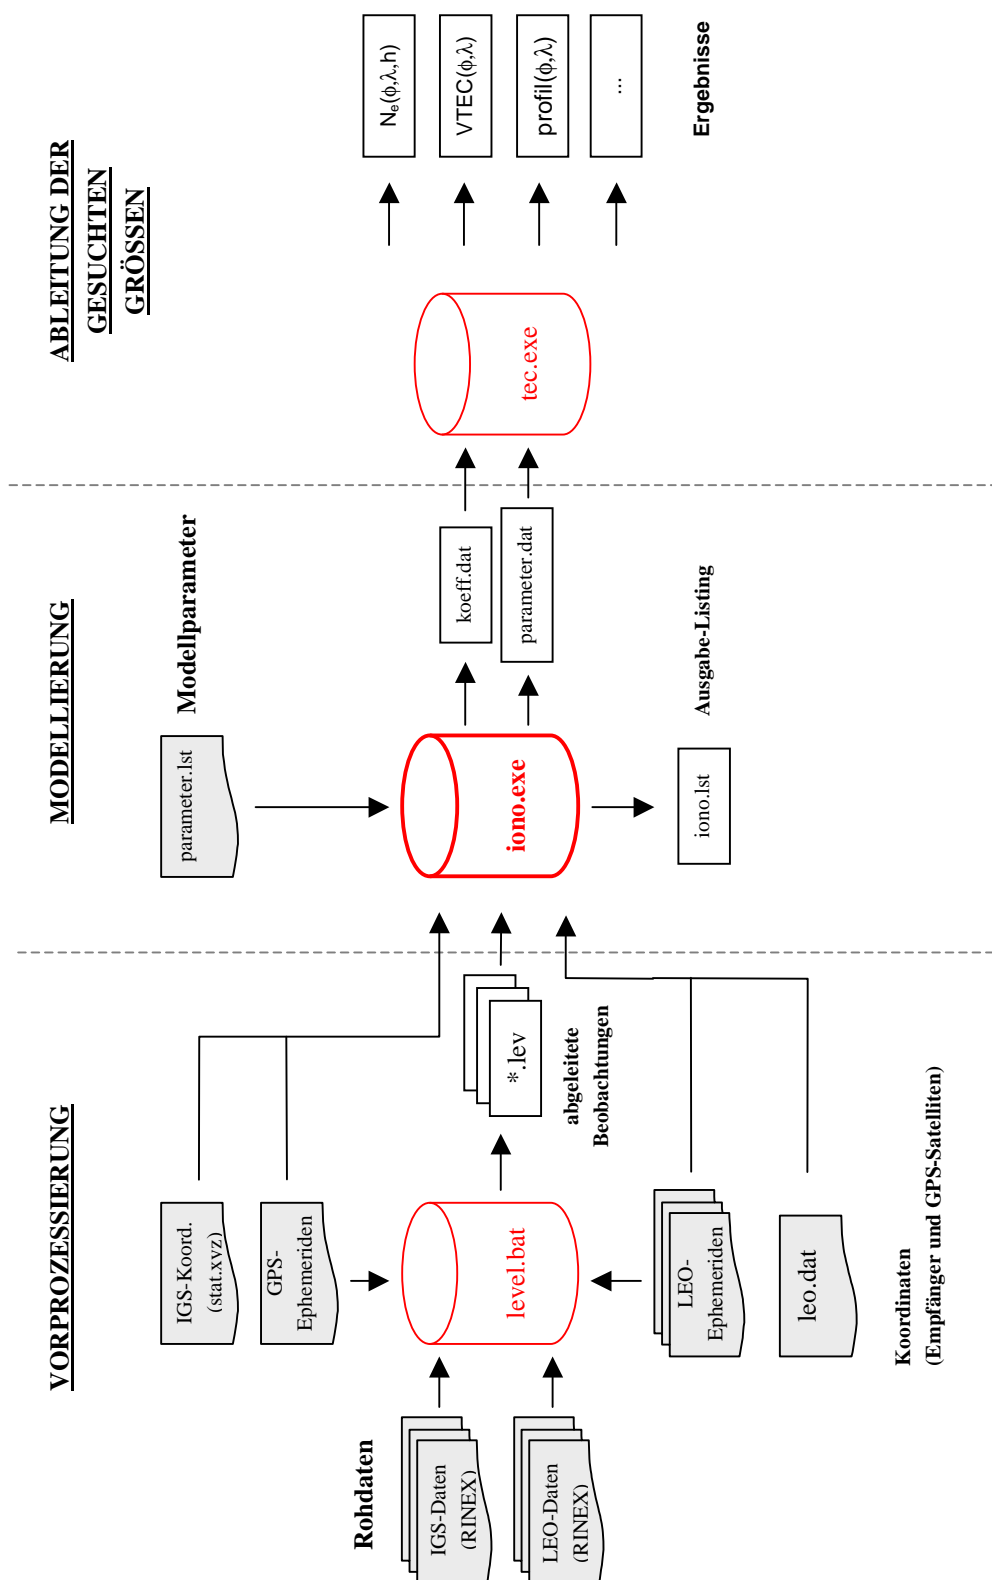 VORPROZESSIERUNG
Rohdaten
IGS-Daten
(RINEX)
LEO-Daten
(RINEX)
IGS-Koord.
(stat.xvz)
GPS-
Ephemeriden
level.bat
LEO-
Ephemeriden
leo.dat
Koordinaten
(Empfänger und GPS-Satelliten)
*.lev
abgeleitete
Beobachtungen
MODELLIERUNG
parameter.lst
Modellparameter
iono.exe
iono.lst
Ausgabe-Listing
koeff.dat
parameter.dat
ABLEITUNG DER
GESUCHTEN
GRÖSSEN
tec.exe
Nₑ(ϕ,λ,h)
VTEC(ϕ,λ)
profil(ϕ,λ)
...
Ergebnisse